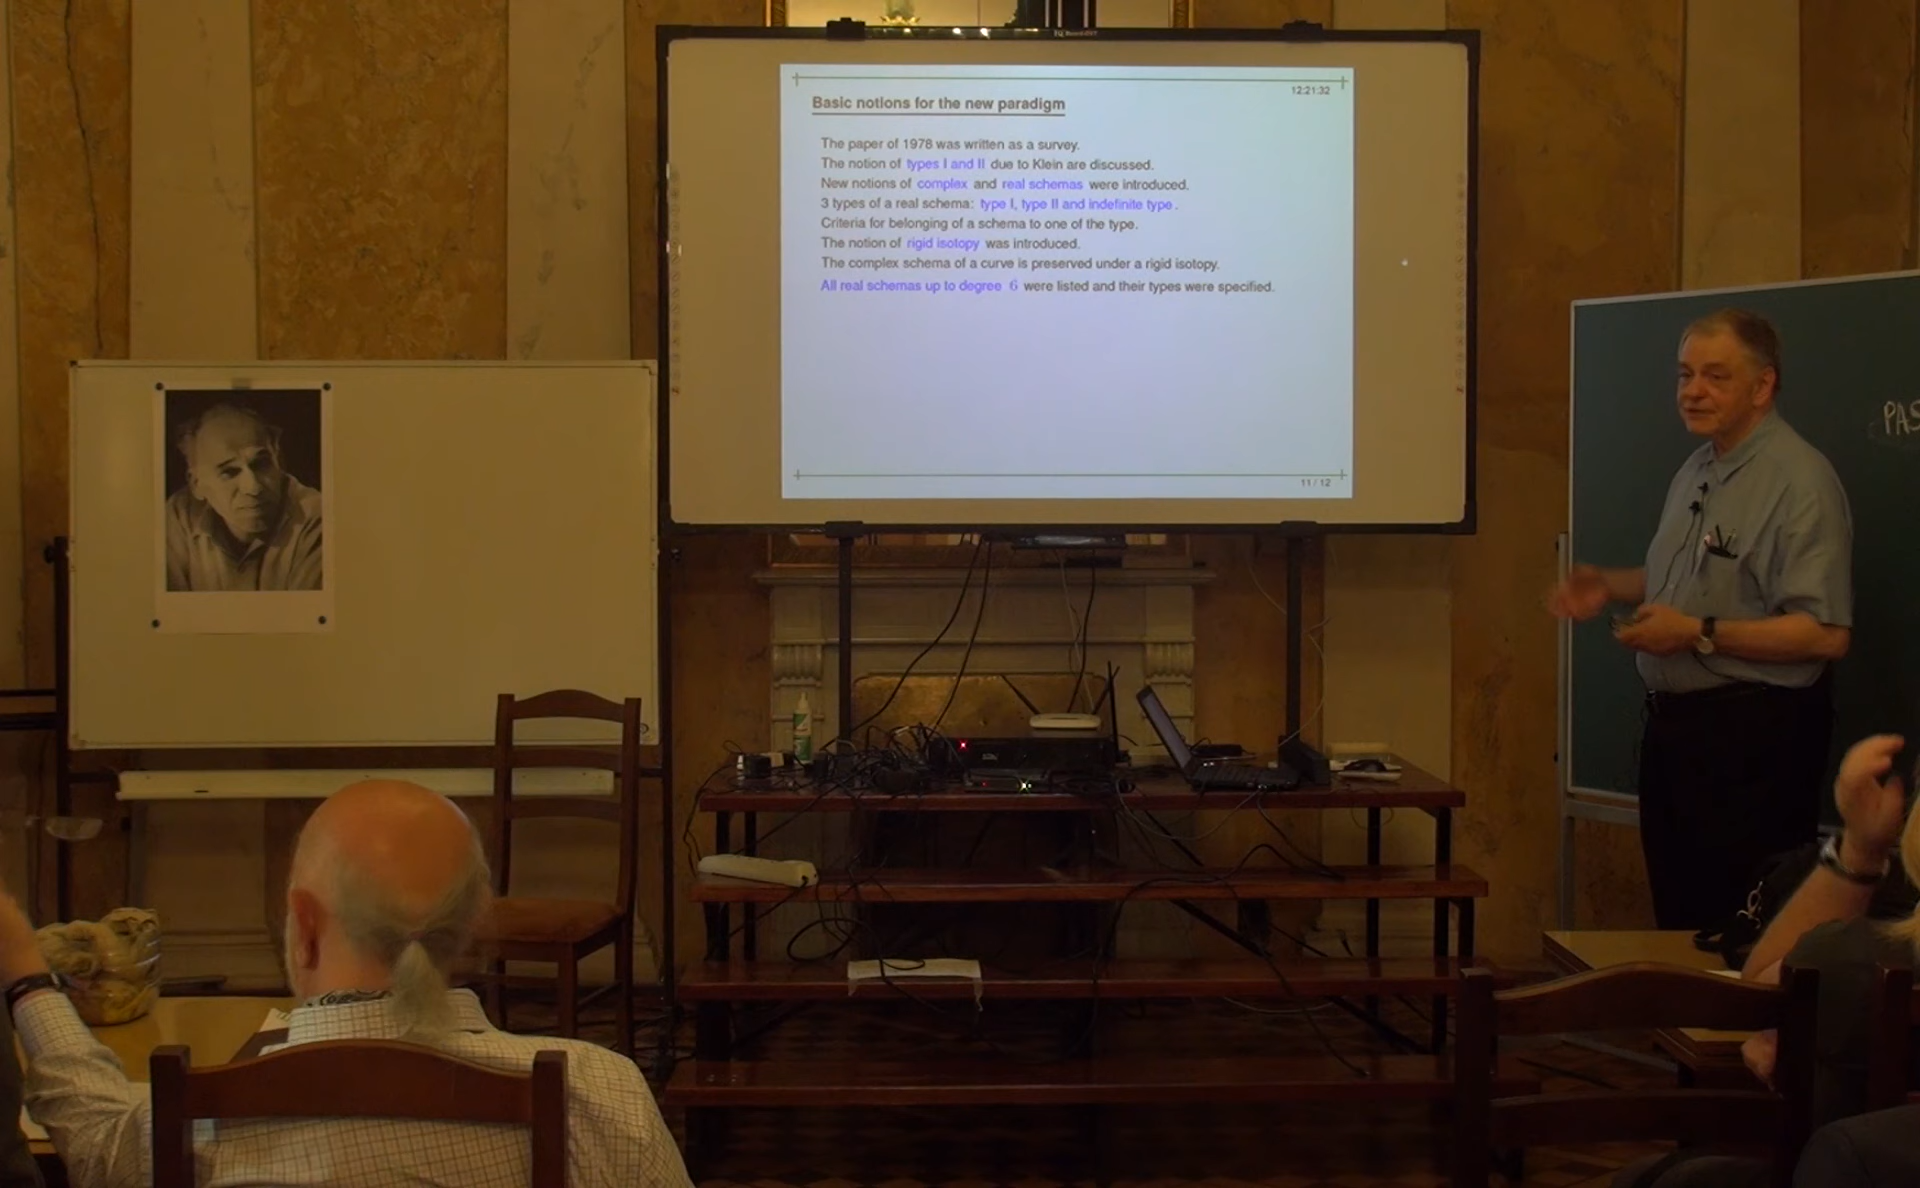 12:21:32
Basic notions for the new paradigm
The paper of 1978 was written as a survey.
The notion of types I and II due to Klein are discussed.
New notions of complex and real schemas were introduced.
3 types of a real schema: type I, type II and indefinite type.
Criteria for belonging of a schema to one of the type.
The notion of rigid isotopy was introduced.
The complex schema of a curve is preserved under a rigid isotopy.
All real schemas up to degree 6 were listed and their types were specified.
11 / 12
PAS